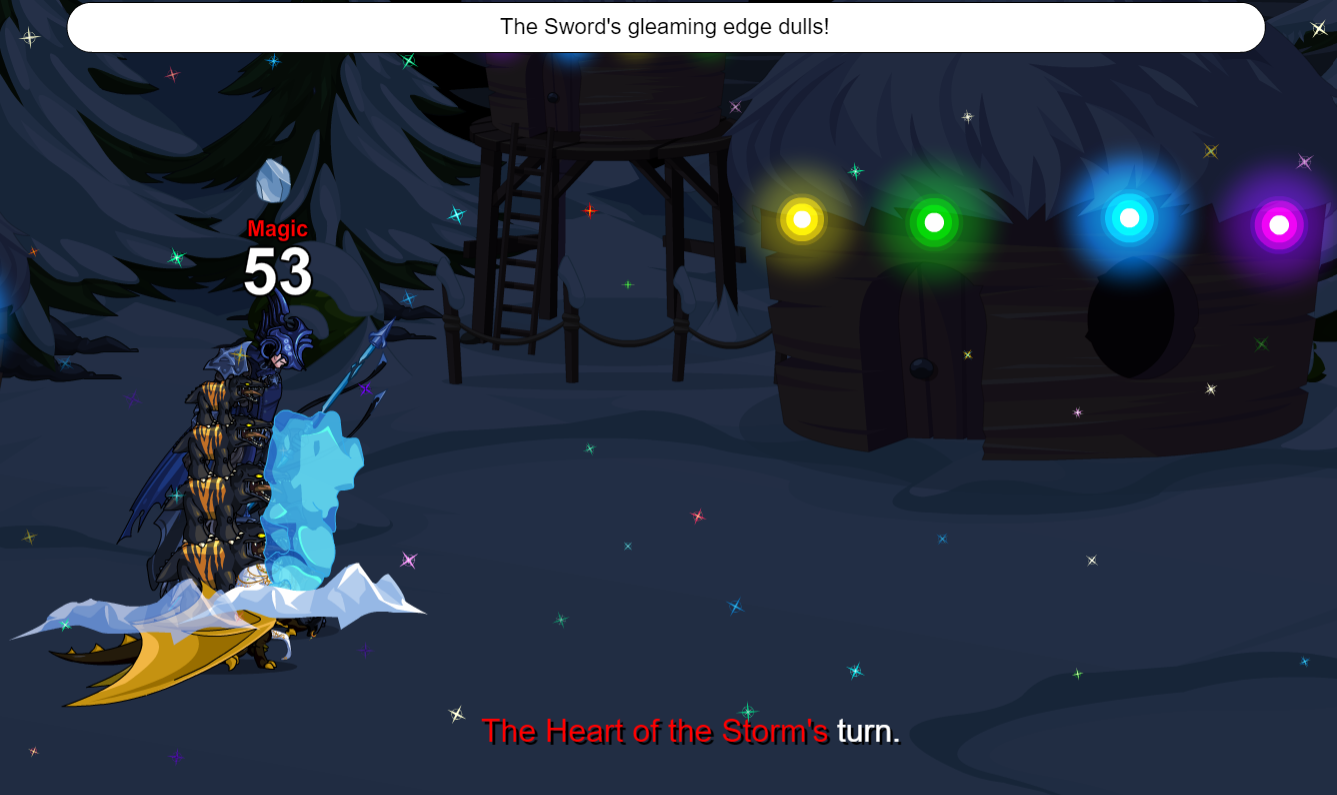 The Sword's gleaming edge dulls!
Magic
53
The Heart of the Storm's turn.